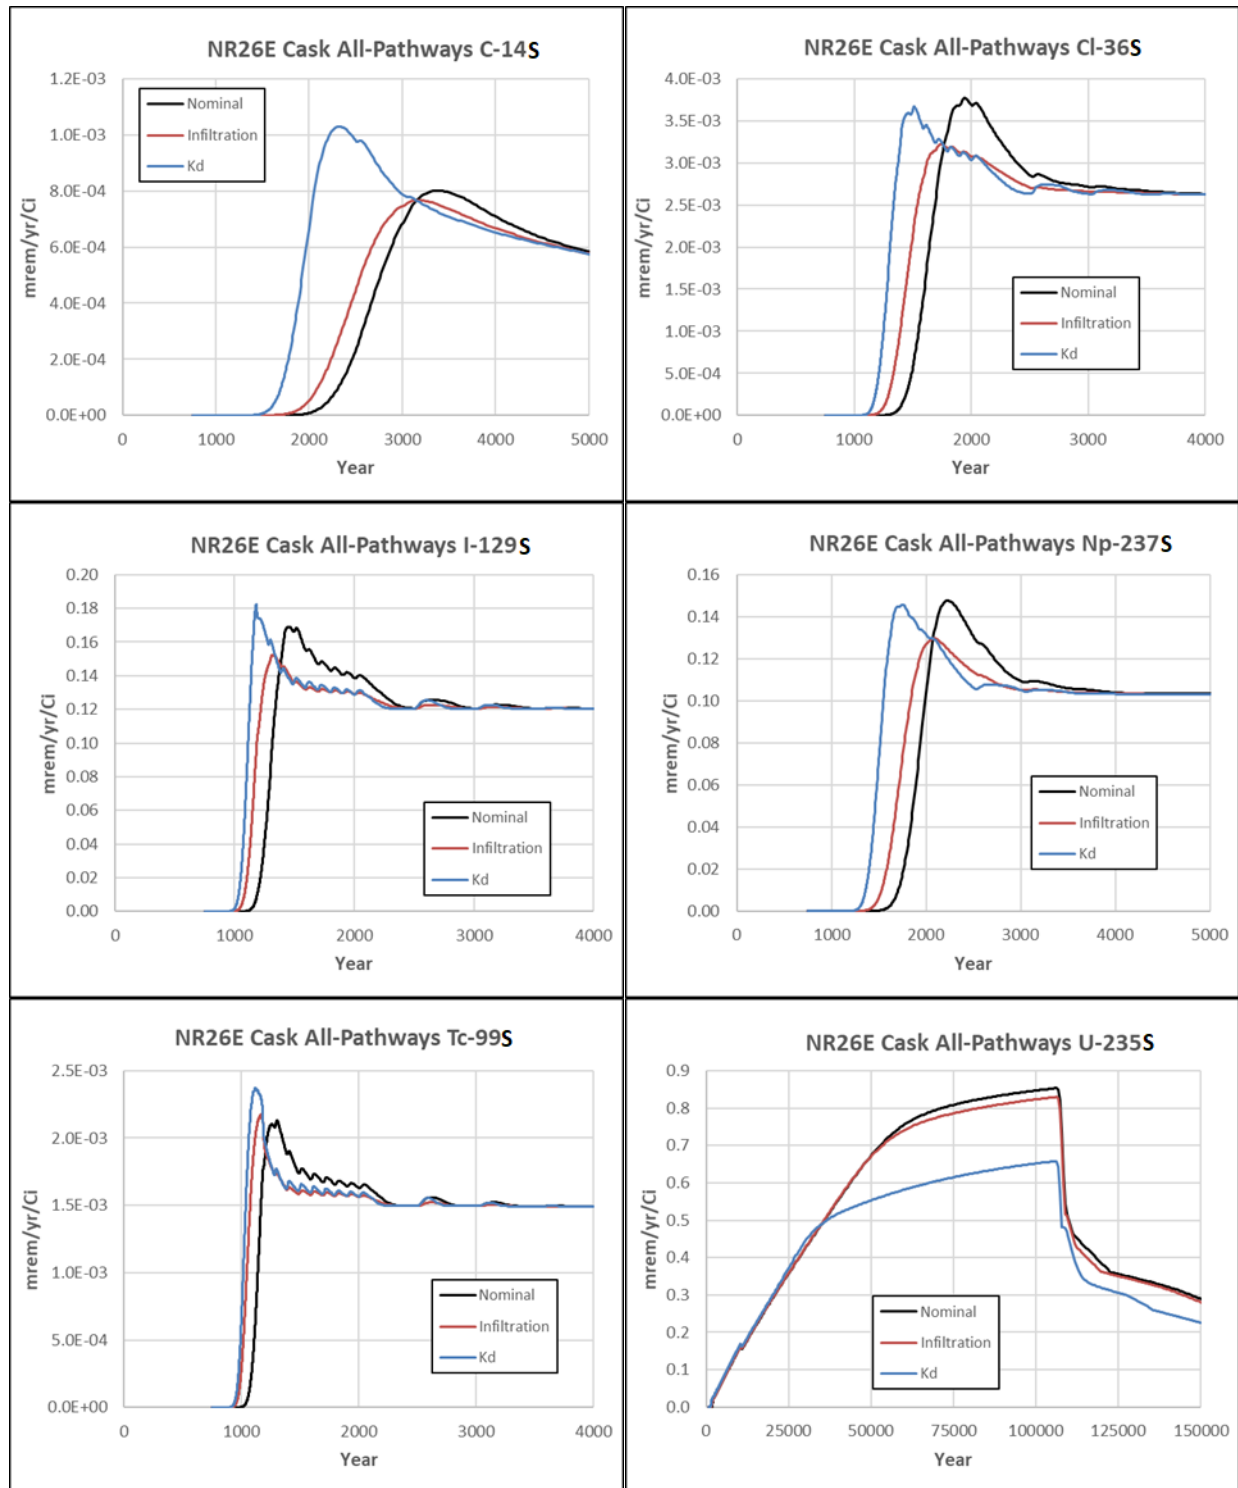 NR26E Cask All-Pathways C-14S
1.2E-03
1.0E-03
8.0E-04
6.0E-04
4.0E-04
2.0E-04
0.0E+00
mrem/yr/Ci
Nominal
Infiltration
Kd
0 1000 2000 3000 4000 5000
Year
NR26E Cask All-Pathways Cl-36S
4.0E-03
3.5E-03
3.0E-03
2.5E-03
2.0E-03
1.5E-03
1.0E-03
5.0E-04
0.0E+00
mrem/yr/Ci
Nominal
Infiltration
Kd
0 1000 2000 3000 4000
Year
NR26E Cask All-Pathways I-129S
0.20
0.18
0.16
0.14
0.12
0.10
0.08
0.06
0.04
0.02
0.00
mrem/yr/Ci
Nominal
Infiltration
Kd
0 1000 2000 3000 4000
Year
NR26E Cask All-Pathways Np-237S
0.16
0.14
0.12
0.10
0.08
0.06
0.04
0.02
0.00
mrem/yr/Ci
Nominal
Infiltration
Kd
0 1000 2000 3000 4000 5000
Year
NR26E Cask All-Pathways Tc-99S
2.5E-03
2.0E-03
1.5E-03
1.0E-03
5.0E-04
0.0E+00
mrem/yr/Ci
Nominal
Infiltration
Kd
0 1000 2000 3000 4000
Year
NR26E Cask All-Pathways U-235S
0.9
0.8
0.7
0.6
0.5
0.4
0.3
0.2
0.1
0.0
mrem/yr/Ci
Nominal
Infiltration
Kd
0 25000 50000 75000 100000 125000 150000
Year